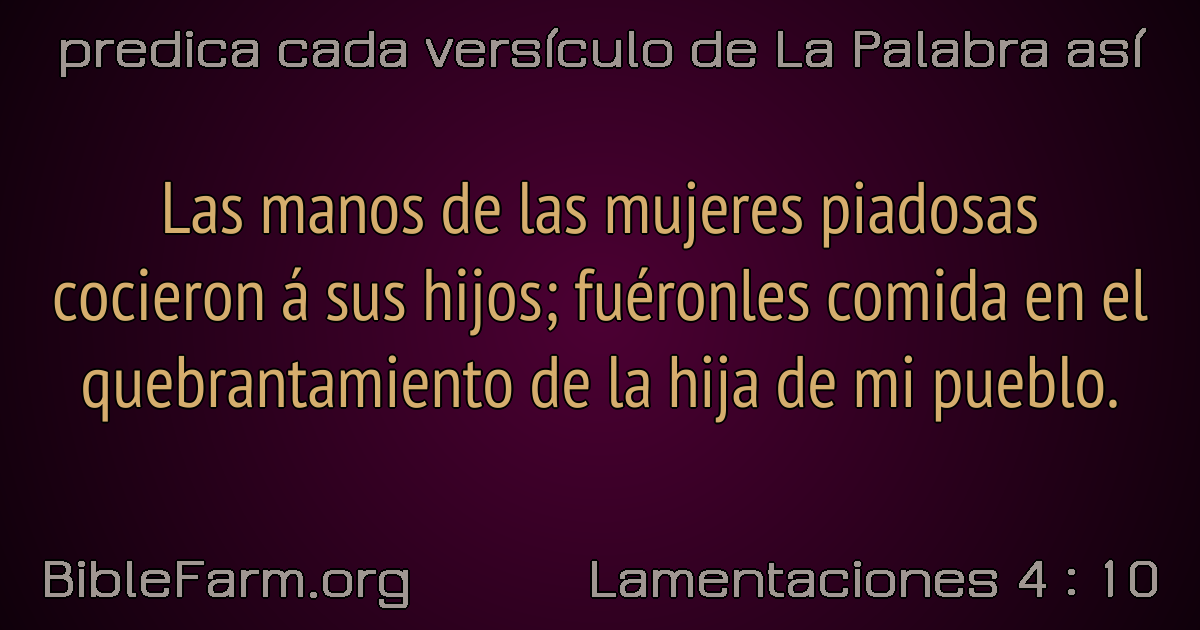 predica cada versículo de La Palabra así
Las manos de las mujeres piadosas
cocieron á sus hijos; fuéronles comida en el
quebrantamiento de la hija de mi pueblo.
BibleFarm.org
Lamentaciones 4 : 10